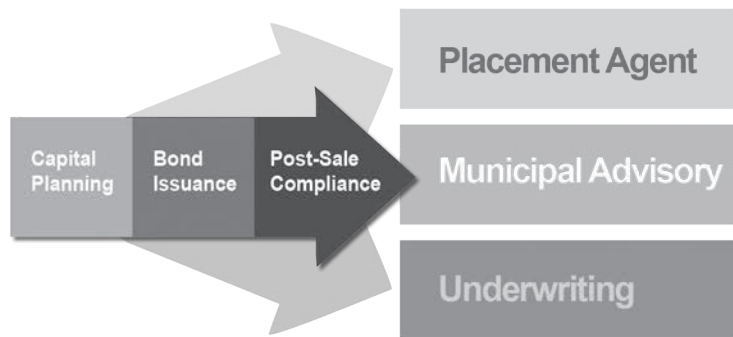 Placement Agent
Capital
Planning
Bond
Issuance
Post-Sale
Compliance
Municipal Advisory
Underwriting